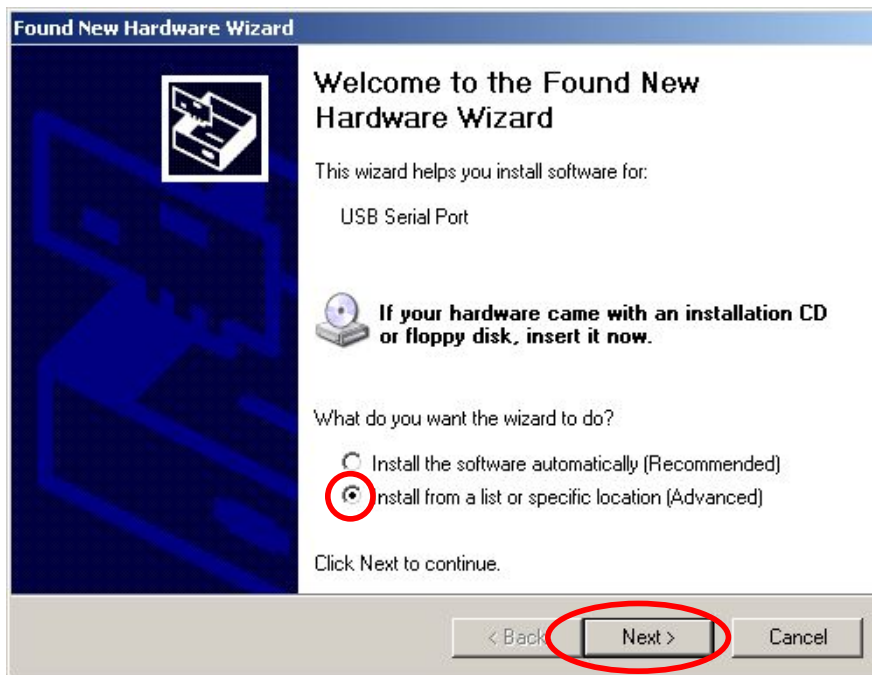 Found New Hardware Wizard
Welcome to the Found New
Hardware Wizard
This wizard helps you install software for:
USB Serial Port
If your hardware came with an installation CD
or floppy disk, insert it now.
What do you want the wizard to do?
Install the software automatically (Recommended)
Install from a list or specific location (Advanced)
Click Next to continue.
< Back Next > Cancel